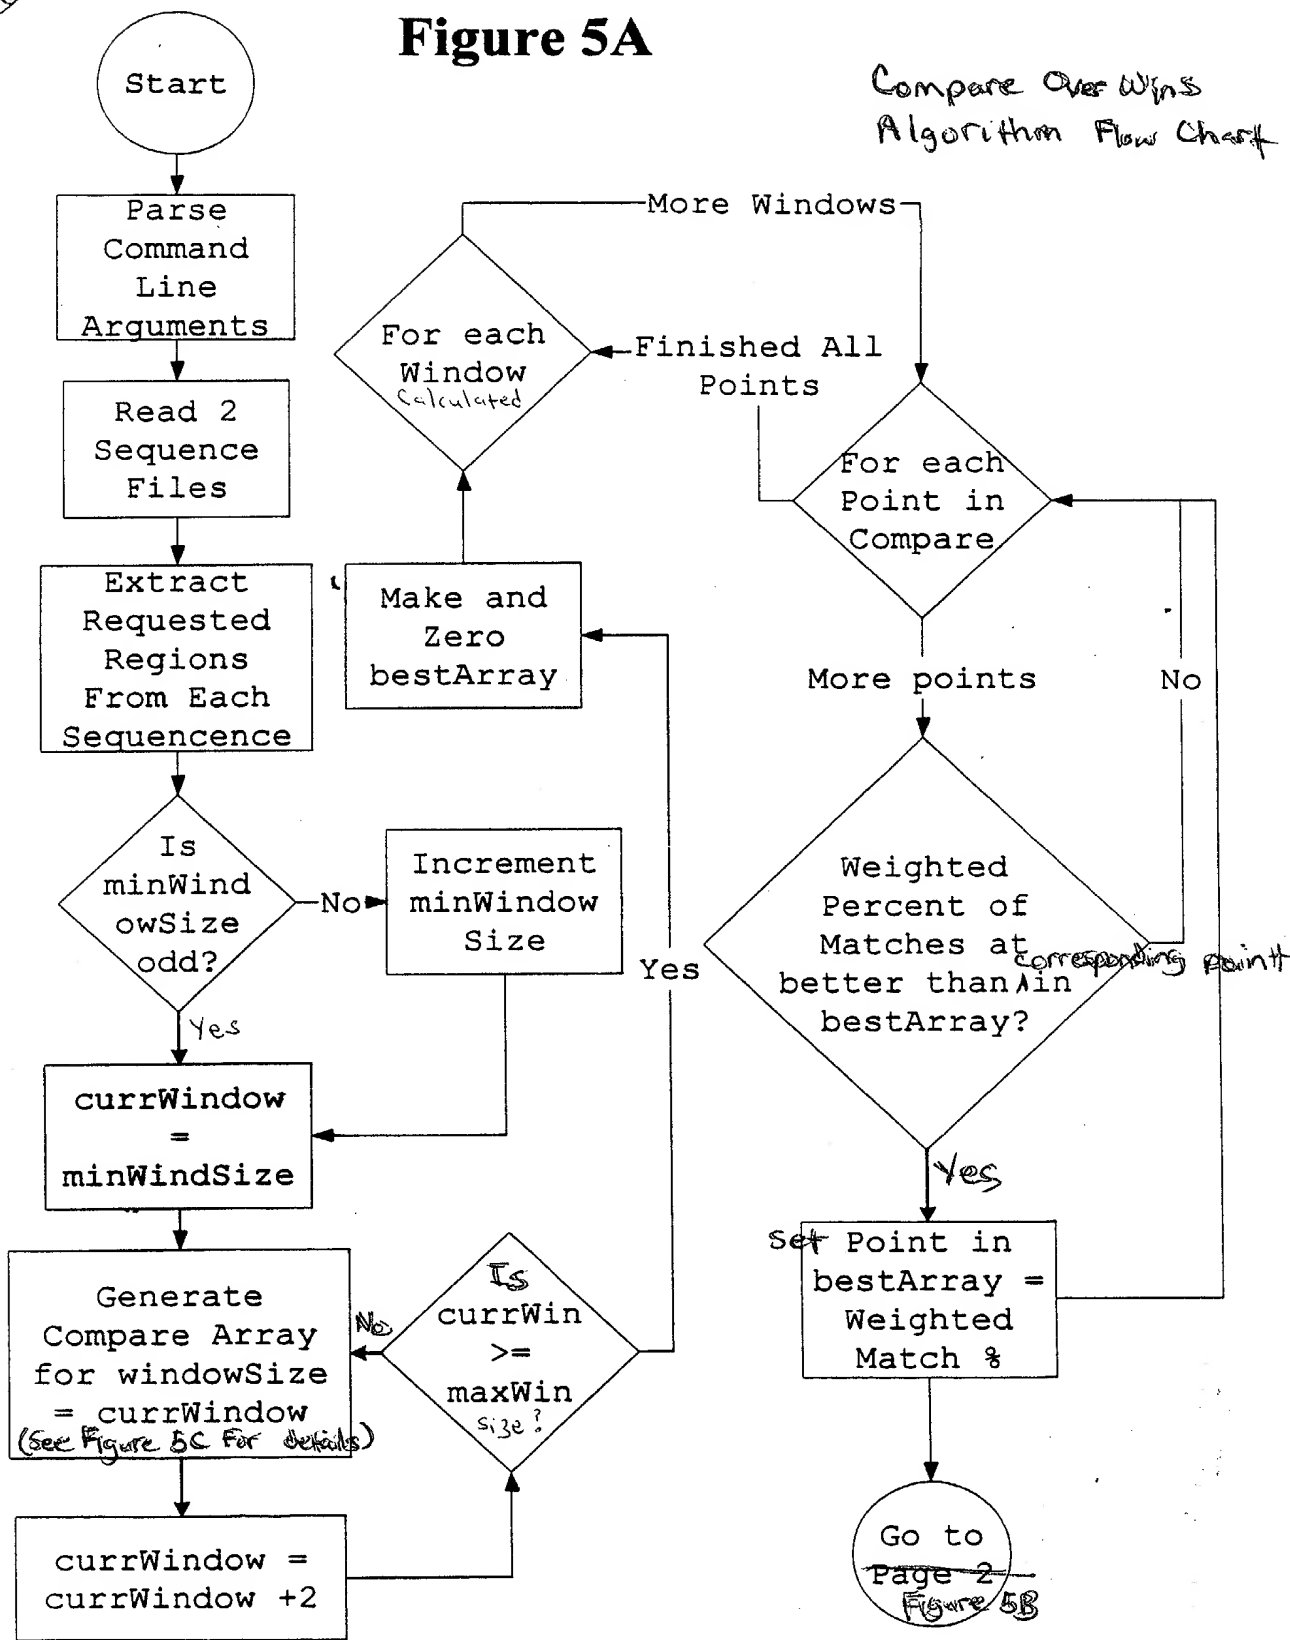 Figure 5A
Compare Over Wins
Algorithm Flow Chart
Start
Parse
Command
Line
Arguments
Read 2
Sequence
Files
Extract
Requested
Regions
From Each
Sequencence
Is
minWind
owSize
odd?
No
Increment
minWindow
Size
Yes
currWindow
=
minWindSize
Generate
Compare Array
for windowSize
= currWindow
(See Figure 5C For details)
currWindow =
currWindow +2
Is
currWin
>=
maxWin
size?
No
Yes
Make and
Zero
bestArray
For each
Window
Calculated
More Windows
Finished All
Points
For each
Point in
Compare
More points
No
Weighted
Percent of
Matches at
corresponding point
better than in
bestArray?
Yes
Set Point in
bestArray =
Weighted
Match %
Go to
Page 2
Figure 5B